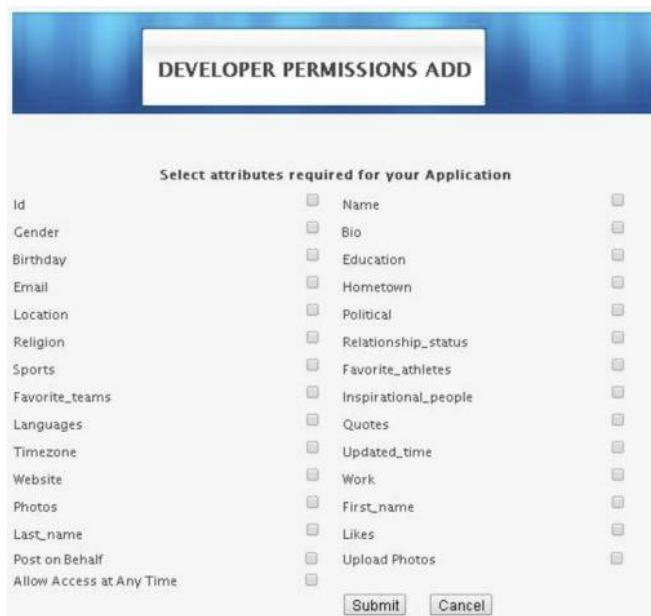 DEVELOPER PERMISSIONS ADD
Select attributes required for your Application
Id Name
Gender Bio
Birthday Education
Email Hometown
Location Political
Religion Relationship_status
Sports Favorite_athletes
Favorite_teams Inspirational_people
Languages Quotes
Timezone Updated_time
Website Work
Photos First_name
Last_name Likes
Post on Behalf Upload Photos
Allow Access at Any Time
Submit Cancel